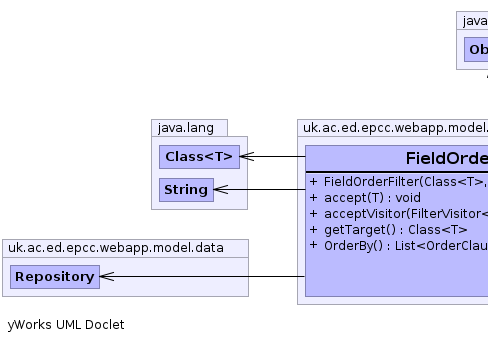 java
Ob
java.lang
uk.ac.ed.epcc.webapp.model.
Class<T>
FieldOrde
String
+ FieldOrderFilter(Class<T>,
+ accept(T) : void
+ acceptVisitor(FilterVisitor<
+ getTarget() : Class<T>
+ OrderBy() : List<OrderClau
uk.ac.ed.epcc.webapp.model.data
Repository
yWorks UML Doclet